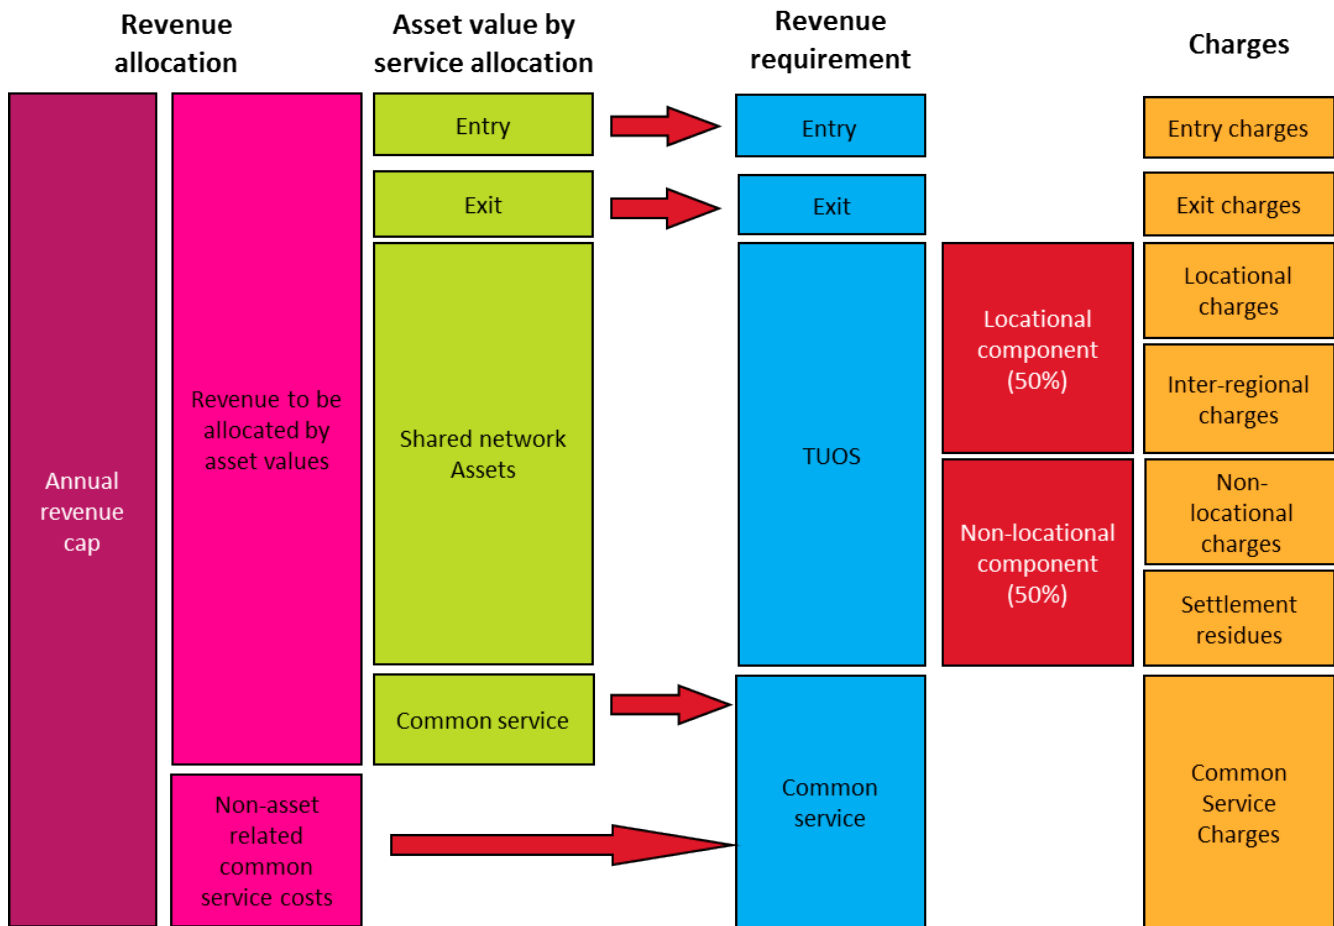 Revenue
allocation
Asset value by
service allocation
Revenue
requirement
Charges
Annual
revenue
cap
Revenue to be
allocated by
asset values
Non-asset
related
common
service costs
Entry
Exit
Shared network
Assets
Common service
Entry
Exit
TUOS
Common
service
Locational
component
(50%)
Non-locational
component
(50%)
Entry charges
Exit charges
Locational
charges
Inter-regional
charges
Non-
locational
charges
Settlement
residues
Common
Service
Charges